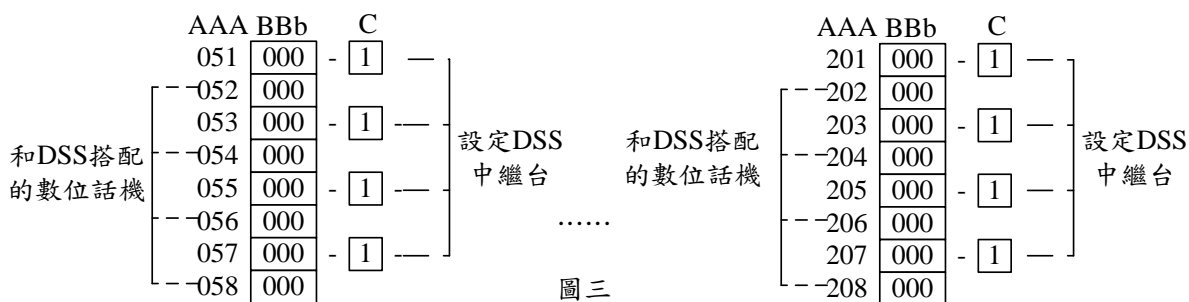 AAA BBb C
051 000 - 1
052 000
053 000 - 1
054 000
055 000 - 1
056 000
057 000 - 1
058 000
和DSS搭配
的數位話機
設定DSS
中繼台
……
AAA BBb C
201 000 - 1
202 000
203 000 - 1
204 000
205 000 - 1
206 000
207 000 - 1
208 000
和DSS搭配
的數位話機
設定DSS
中繼台
圖三